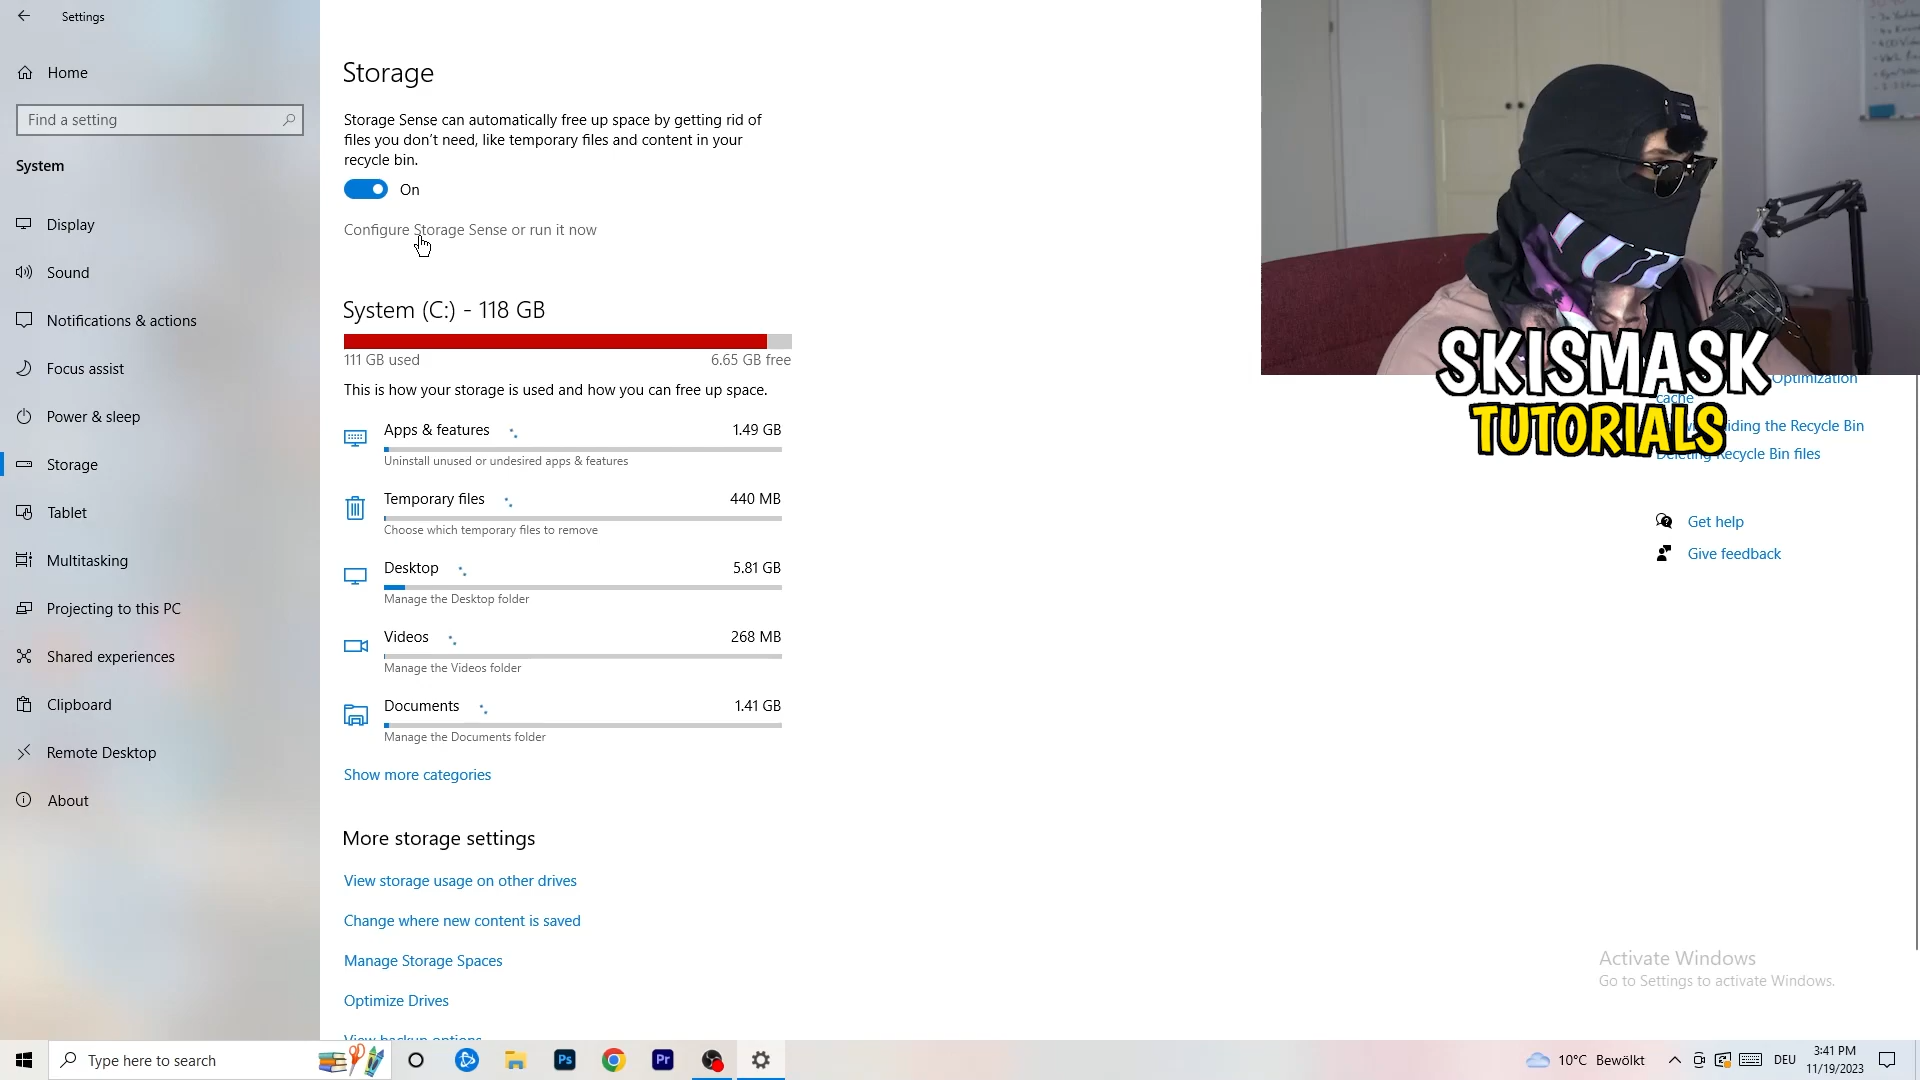 Settings
Home
Find a setting
System
Display
Sound
Notifications & actions
Focus assist
Power & sleep
Storage
Tablet
Multitasking
Projecting to this PC
Shared experiences
Clipboard
Remote Desktop
About
Storage
Storage Sense can automatically free up space by getting rid of
files you don't need, like temporary files and content in your
recycle bin.
On
Configure Storage Sense or run it now
System (C:) - 118 GB
111 GB used
6.65 GB free
This is how your storage is used and how you can free up space.
Apps & features
1.49 GB
Uninstall unused or undesired apps & features
Temporary files
440 MB
Choose which temporary files to remove
Desktop
5.81 GB
Manage the Desktop folder
Videos
268 MB
Manage the Videos folder
Documents
1.41 GB
Manage the Documents folder
Show more categories
More storage settings
View storage usage on other drives
Change where new content is saved
Manage Storage Spaces
Optimize Drives
View backup options
SKISMASK
TUTORIALS
Optimization
cache
the Recycle Bin
Deleting Recycle Bin files
Get help
Give feedback
Activate Windows
Go to Settings to activate Windows.
Type here to search
Ps
Pr
10°C Bewölkt
DEU
3:41 PM
11/19/2023